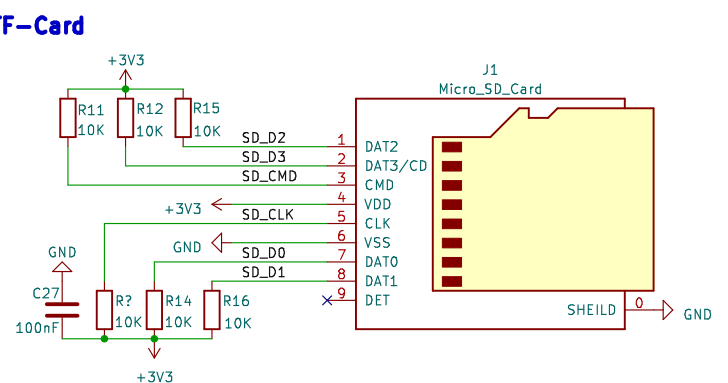 TF-Card
+3V3
J1
Micro_SD_Card
R11
10K
R12
10K
R15
10K
SD_D2
1
DAT2
SD_D3
2
DAT3/CD
SD_CMD
3
CMD
+3V3
4
VDD
SD_CLK
5
CLK
GND
6
VSS
SD_D0
7
DAT0
SD_D1
8
DAT1
9
DET
GND
C27
100nF
R?
10K
R14
10K
R16
10K
SHEILD
0
GND
+3V3